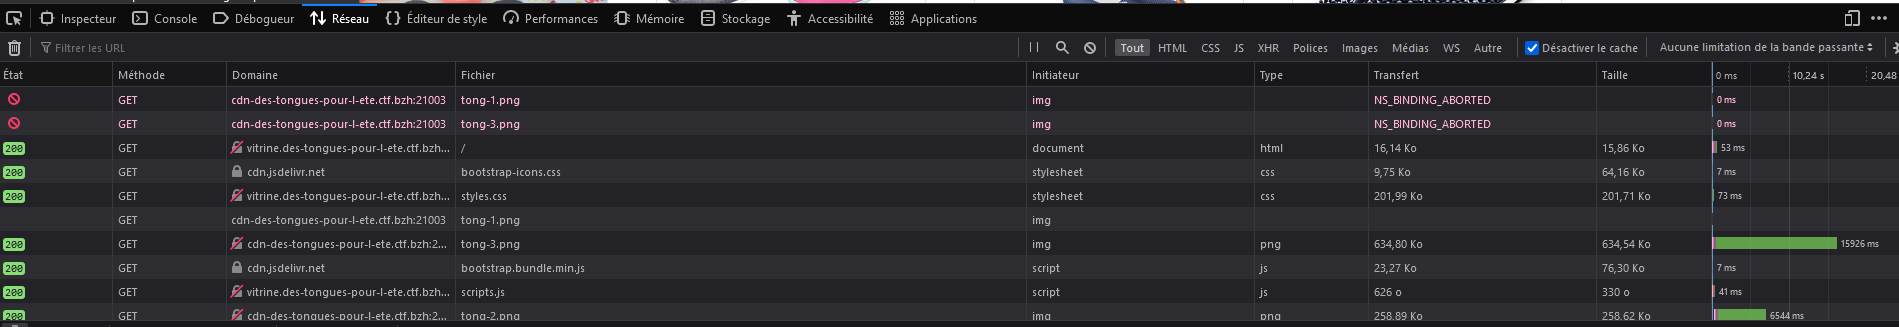 Inspecteur Console Débogueur Réseau Éditeur de style Performances Mémoire Stockage Accessibilité Applications
Filtrer les URL Tout HTML CSS JS XHR Polices Images Médias WS Autre Désactiver le cache Aucune limitation de la bande passante
État Méthode Domaine Fichier Initiateur Type Transfert Taille 0 ms 10,24 s 20,48
GET cdn-des-tongues-pour-l-ete.ctf.bzh:21003 tong-1.png img NS_BINDING_ABORTED 0 ms
GET cdn-des-tongues-pour-l-ete.ctf.bzh:21003 tong-3.png img NS_BINDING_ABORTED 0 ms
200 GET vitrine.des-tongues-pour-l-ete.ctf.bzh... / document html 16,14 Ko 15,86 Ko 53 ms
200 GET cdn.jsdelivr.net bootstrap-icons.css stylesheet css 9,75 Ko 64,16 Ko 7 ms
200 GET vitrine.des-tongues-pour-l-ete.ctf.bzh... styles.css stylesheet css 201,99 Ko 201,71 Ko 73 ms
GET cdn-des-tongues-pour-l-ete.ctf.bzh:21003 tong-1.png img
200 GET cdn-des-tongues-pour-l-ete.ctf.bzh:2... tong-3.png img png 634,80 Ko 634,54 Ko 15926 ms
200 GET cdn.jsdelivr.net bootstrap.bundle.min.js script js 23,27 Ko 76,30 Ko 7 ms
200 GET vitrine.des-tongues-pour-l-ete.ctf.bzh... scripts.js script js 626 o 330 o 41 ms
200 GET cdn-des-tongues-pour-l-ete.ctf.bzh:2... tong-2.png img png 258,89 Ko 258,62 Ko 6544 ms